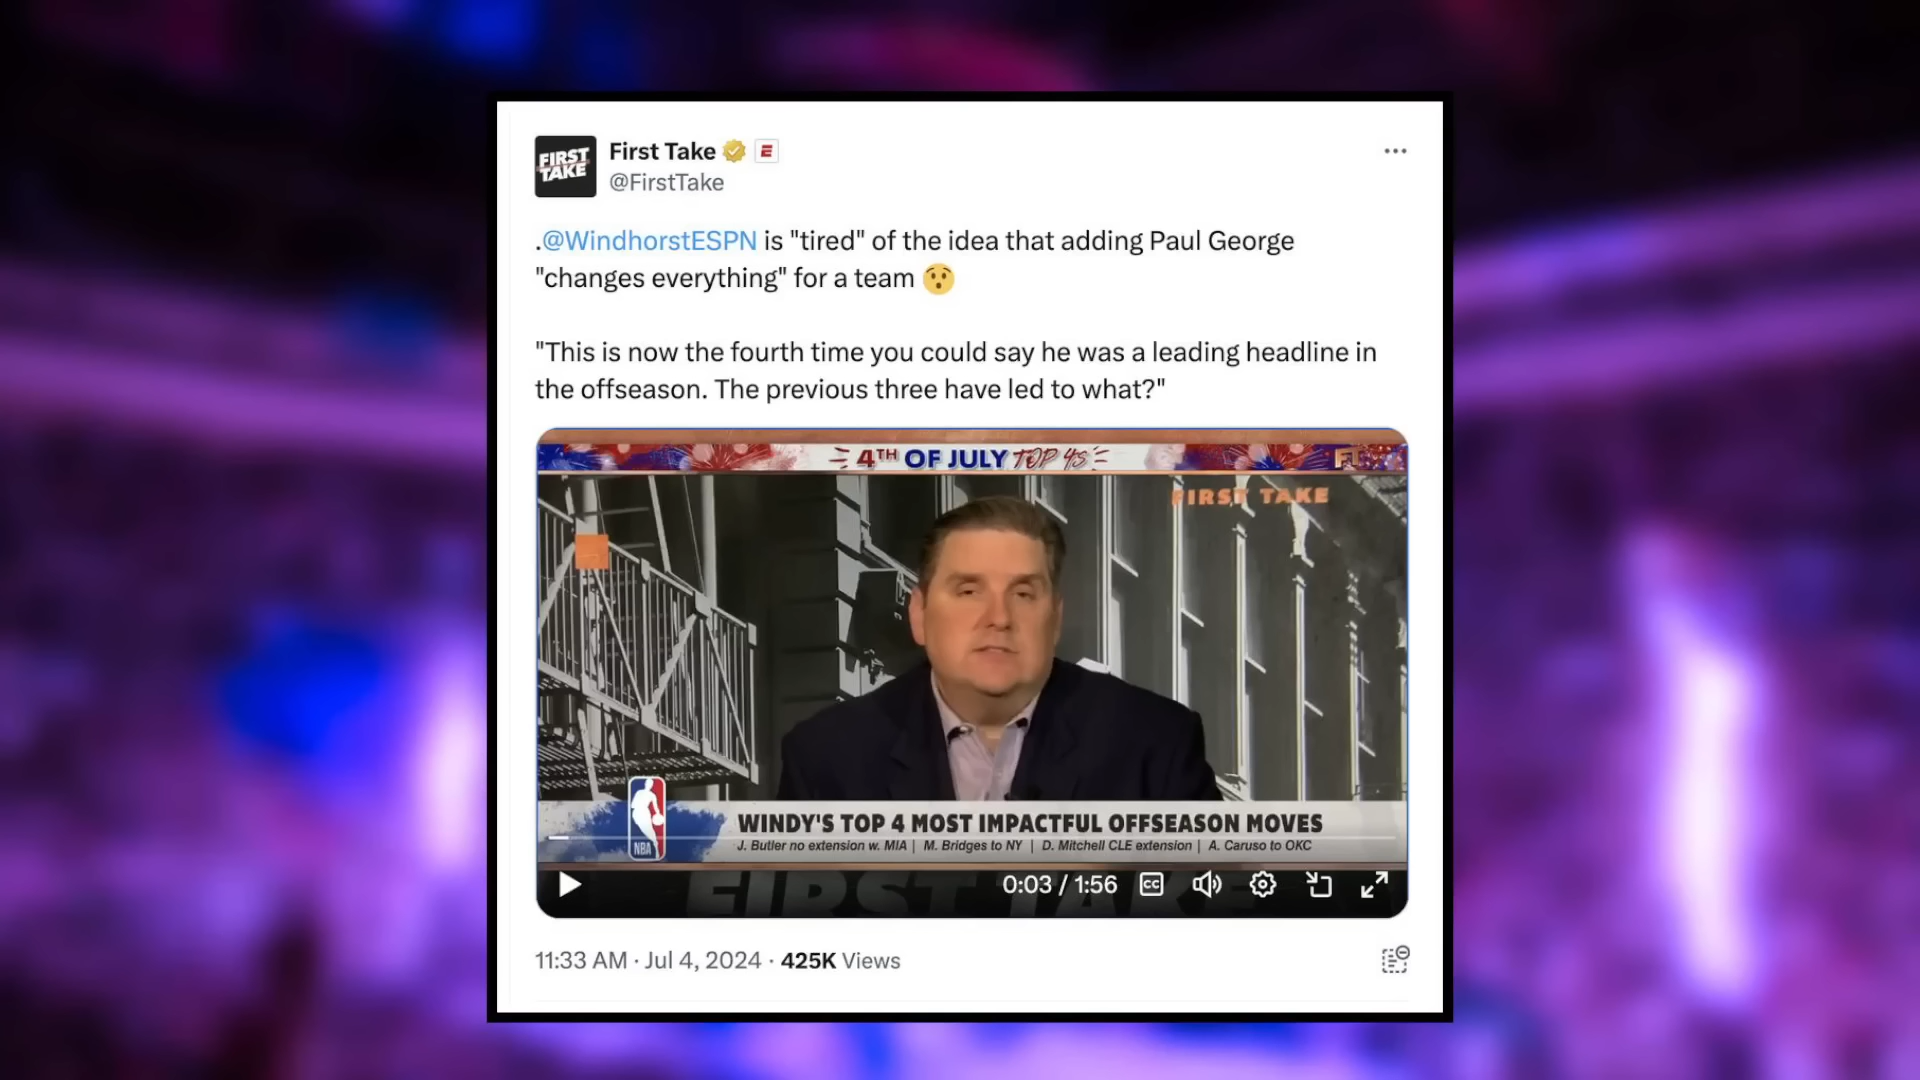 FIRST TAKE
First Take
@FirstTake
.@WindhorstESPN is "tired" of the idea that adding Paul George
"changes everything" for a team 😯
"This is now the fourth time you could say he was a leading headline in
the offseason. The previous three have led to what?"
4TH OF JULY TOP 4S
FT
FIRST TAKE
NBA
WINDY'S TOP 4 MOST IMPACTFUL OFFSEASON MOVES
J. Butler no extension w. MIA | M. Bridges to NY | D. Mitchell CLE extension | A. Caruso to OKC
FIRST TAKE
0:03 / 1:56
CC
11:33 AM · Jul 4, 2024 · 425K Views